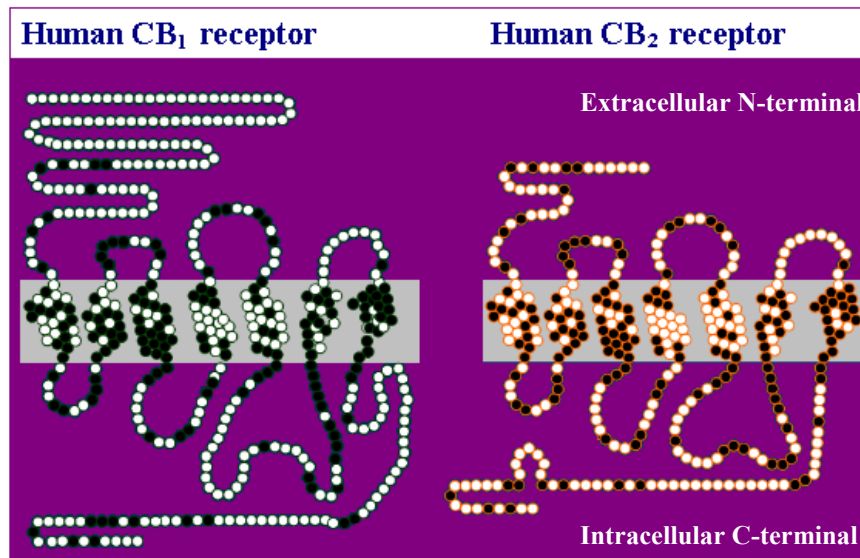 Human CB₁ receptor
Human CB₂ receptor
Extracellular N-terminal
Intracellular C-terminal